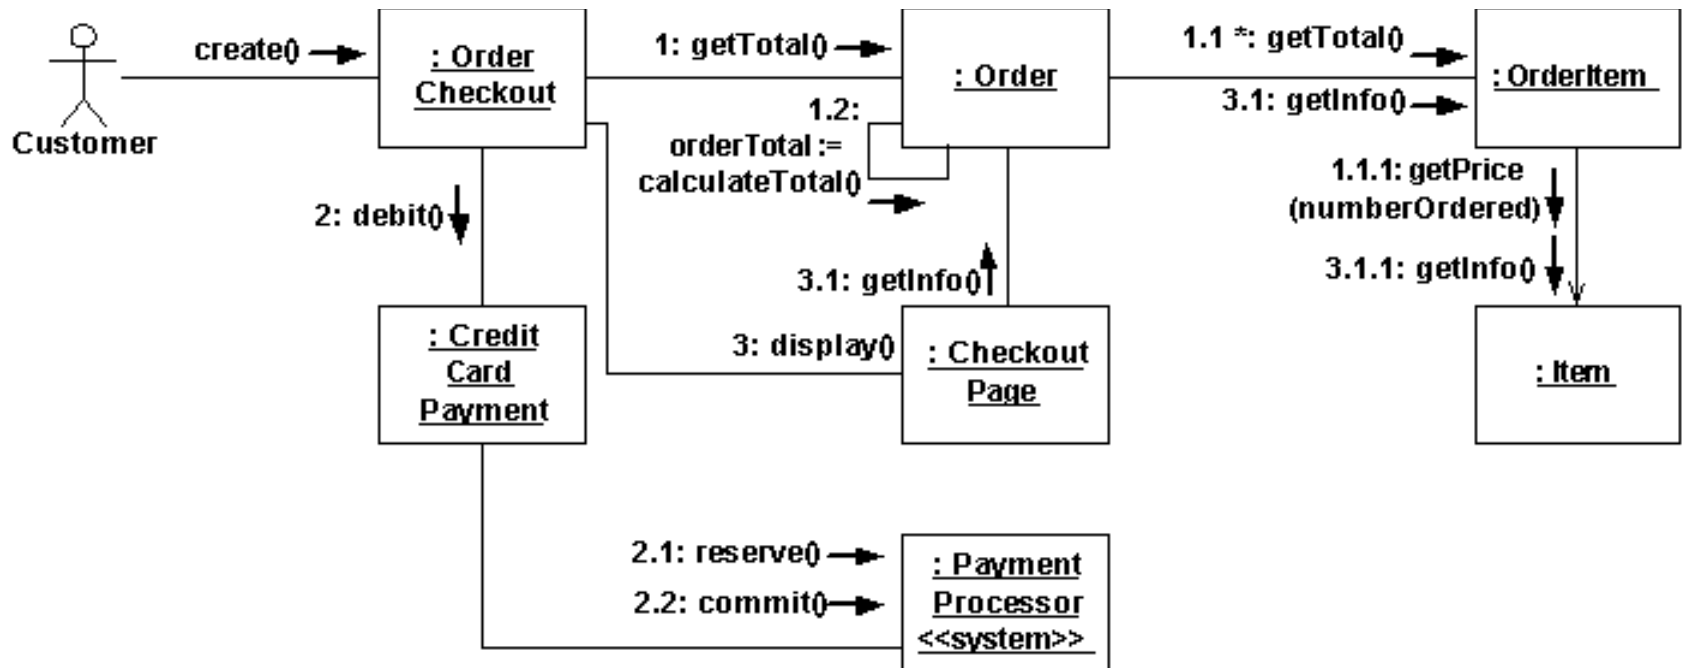 create()
1: getTotal()
1.1 *: getTotal()
: Order
Checkout
: Order
: OrderItem
3.1: getInfo()
1.2:
orderTotal :=
calculateTotal()
Customer
1.1.1: getPrice
(numberOrdered)
2: debit()
3.1: getInfo()
3.1.1: getInfo()
: Credit
Card
Payment
3: display()
: Checkout
Page
: Item
2.1: reserve()
2.2: commit()
: Payment
Processor
<<system>>